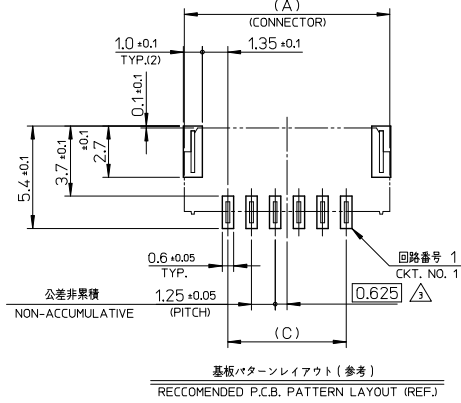 (A)
(CONNECTOR)
1.0 ±0.1
TYP.(2)
1.35 ±0.1
0.1 ±0.1
5.4 ±0.1
3.7 ±0.1
2.7 ±0.1
0.6 ±0.05
TYP.
回路番号 1
CKT. NO. 1
公差非累積
NON-ACCUMULATIVE
1.25 ±0.05
(PITCH)
0.625
3
(C)
基板パターンレイアウト(参考)
RECCOMENDED P.C.B. PATTERN LAYOUT (REF.)